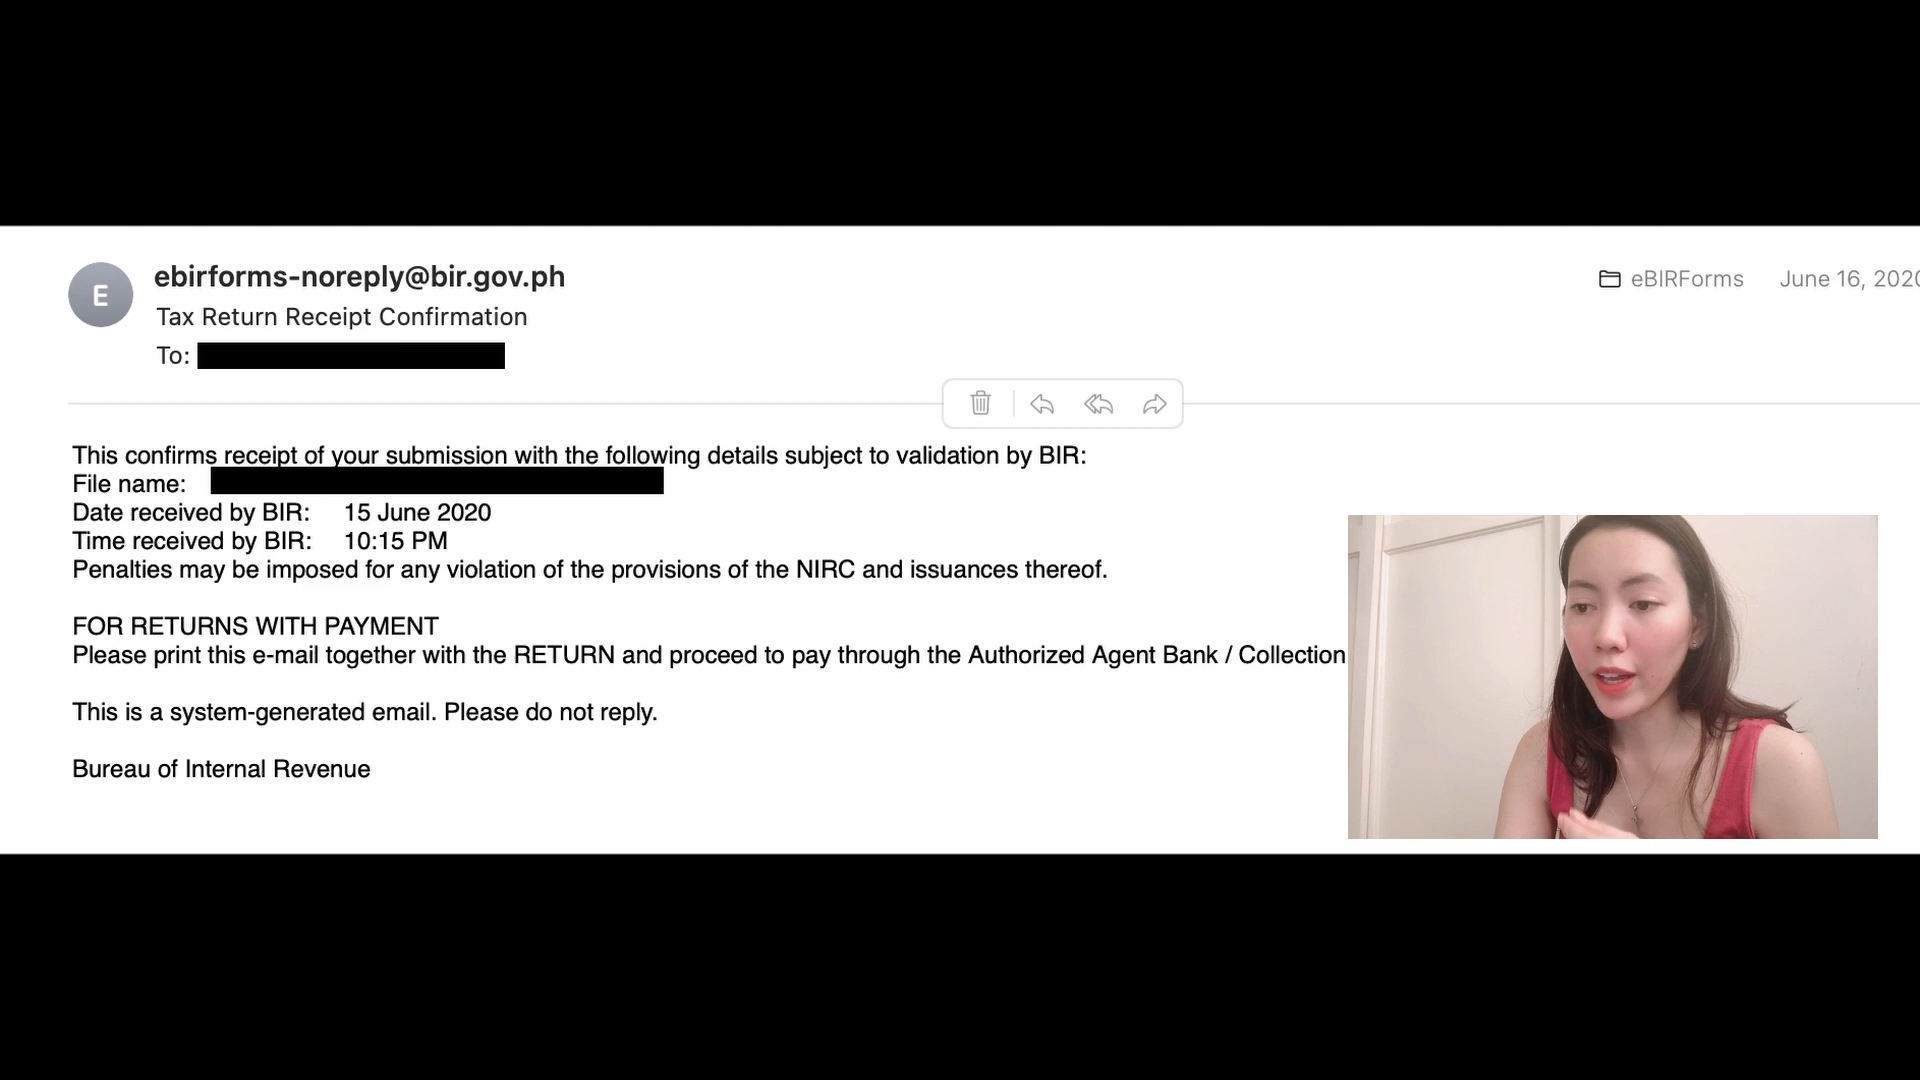 E
ebirforms-noreply@bir.gov.ph
eBIRForms June 16, 202
Tax Return Receipt Confirmation
To:
This confirms receipt of your submission with the following details subject to validation by BIR:
File name:
Date received by BIR: 15 June 2020
Time received by BIR: 10:15 PM
Penalties may be imposed for any violation of the provisions of the NIRC and issuances thereof.
FOR RETURNS WITH PAYMENT
Please print this e-mail together with the RETURN and proceed to pay through the Authorized Agent Bank / Collection
This is a system-generated email. Please do not reply.
Bureau of Internal Revenue